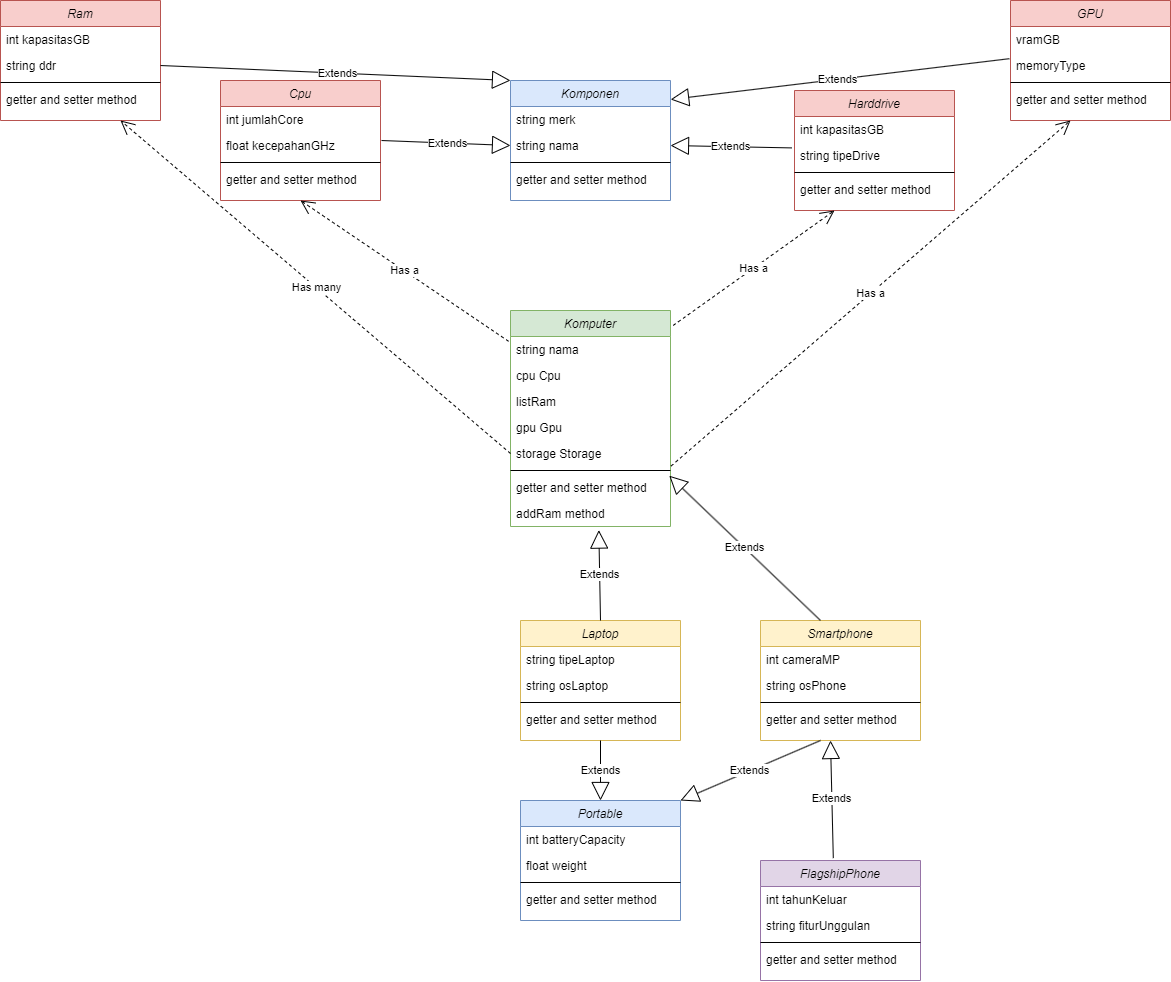 Ram
int kapasitasGB
string ddr
getter and setter method
GPU
vramGB
memoryType
getter and setter method
Extends
Extends
Cpu
int jumlahCore
float kecepahanGHz
getter and setter method
Extends
Komponen
string merk
string nama
getter and setter method
Extends
Harddrive
int kapasitasGB
string tipeDrive
getter and setter method
Has many
Has a
Has a
Has a
Komputer
string nama
cpu Cpu
listRam
gpu Gpu
storage Storage
getter and setter method
addRam method
Extends
Extends
Laptop
string tipeLaptop
string osLaptop
getter and setter method
Smartphone
int cameraMP
string osPhone
getter and setter method
Extends
Extends
Extends
Portable
int batteryCapacity
float weight
getter and setter method
FlagshipPhone
int tahunKeluar
string fiturUnggulan
getter and setter method